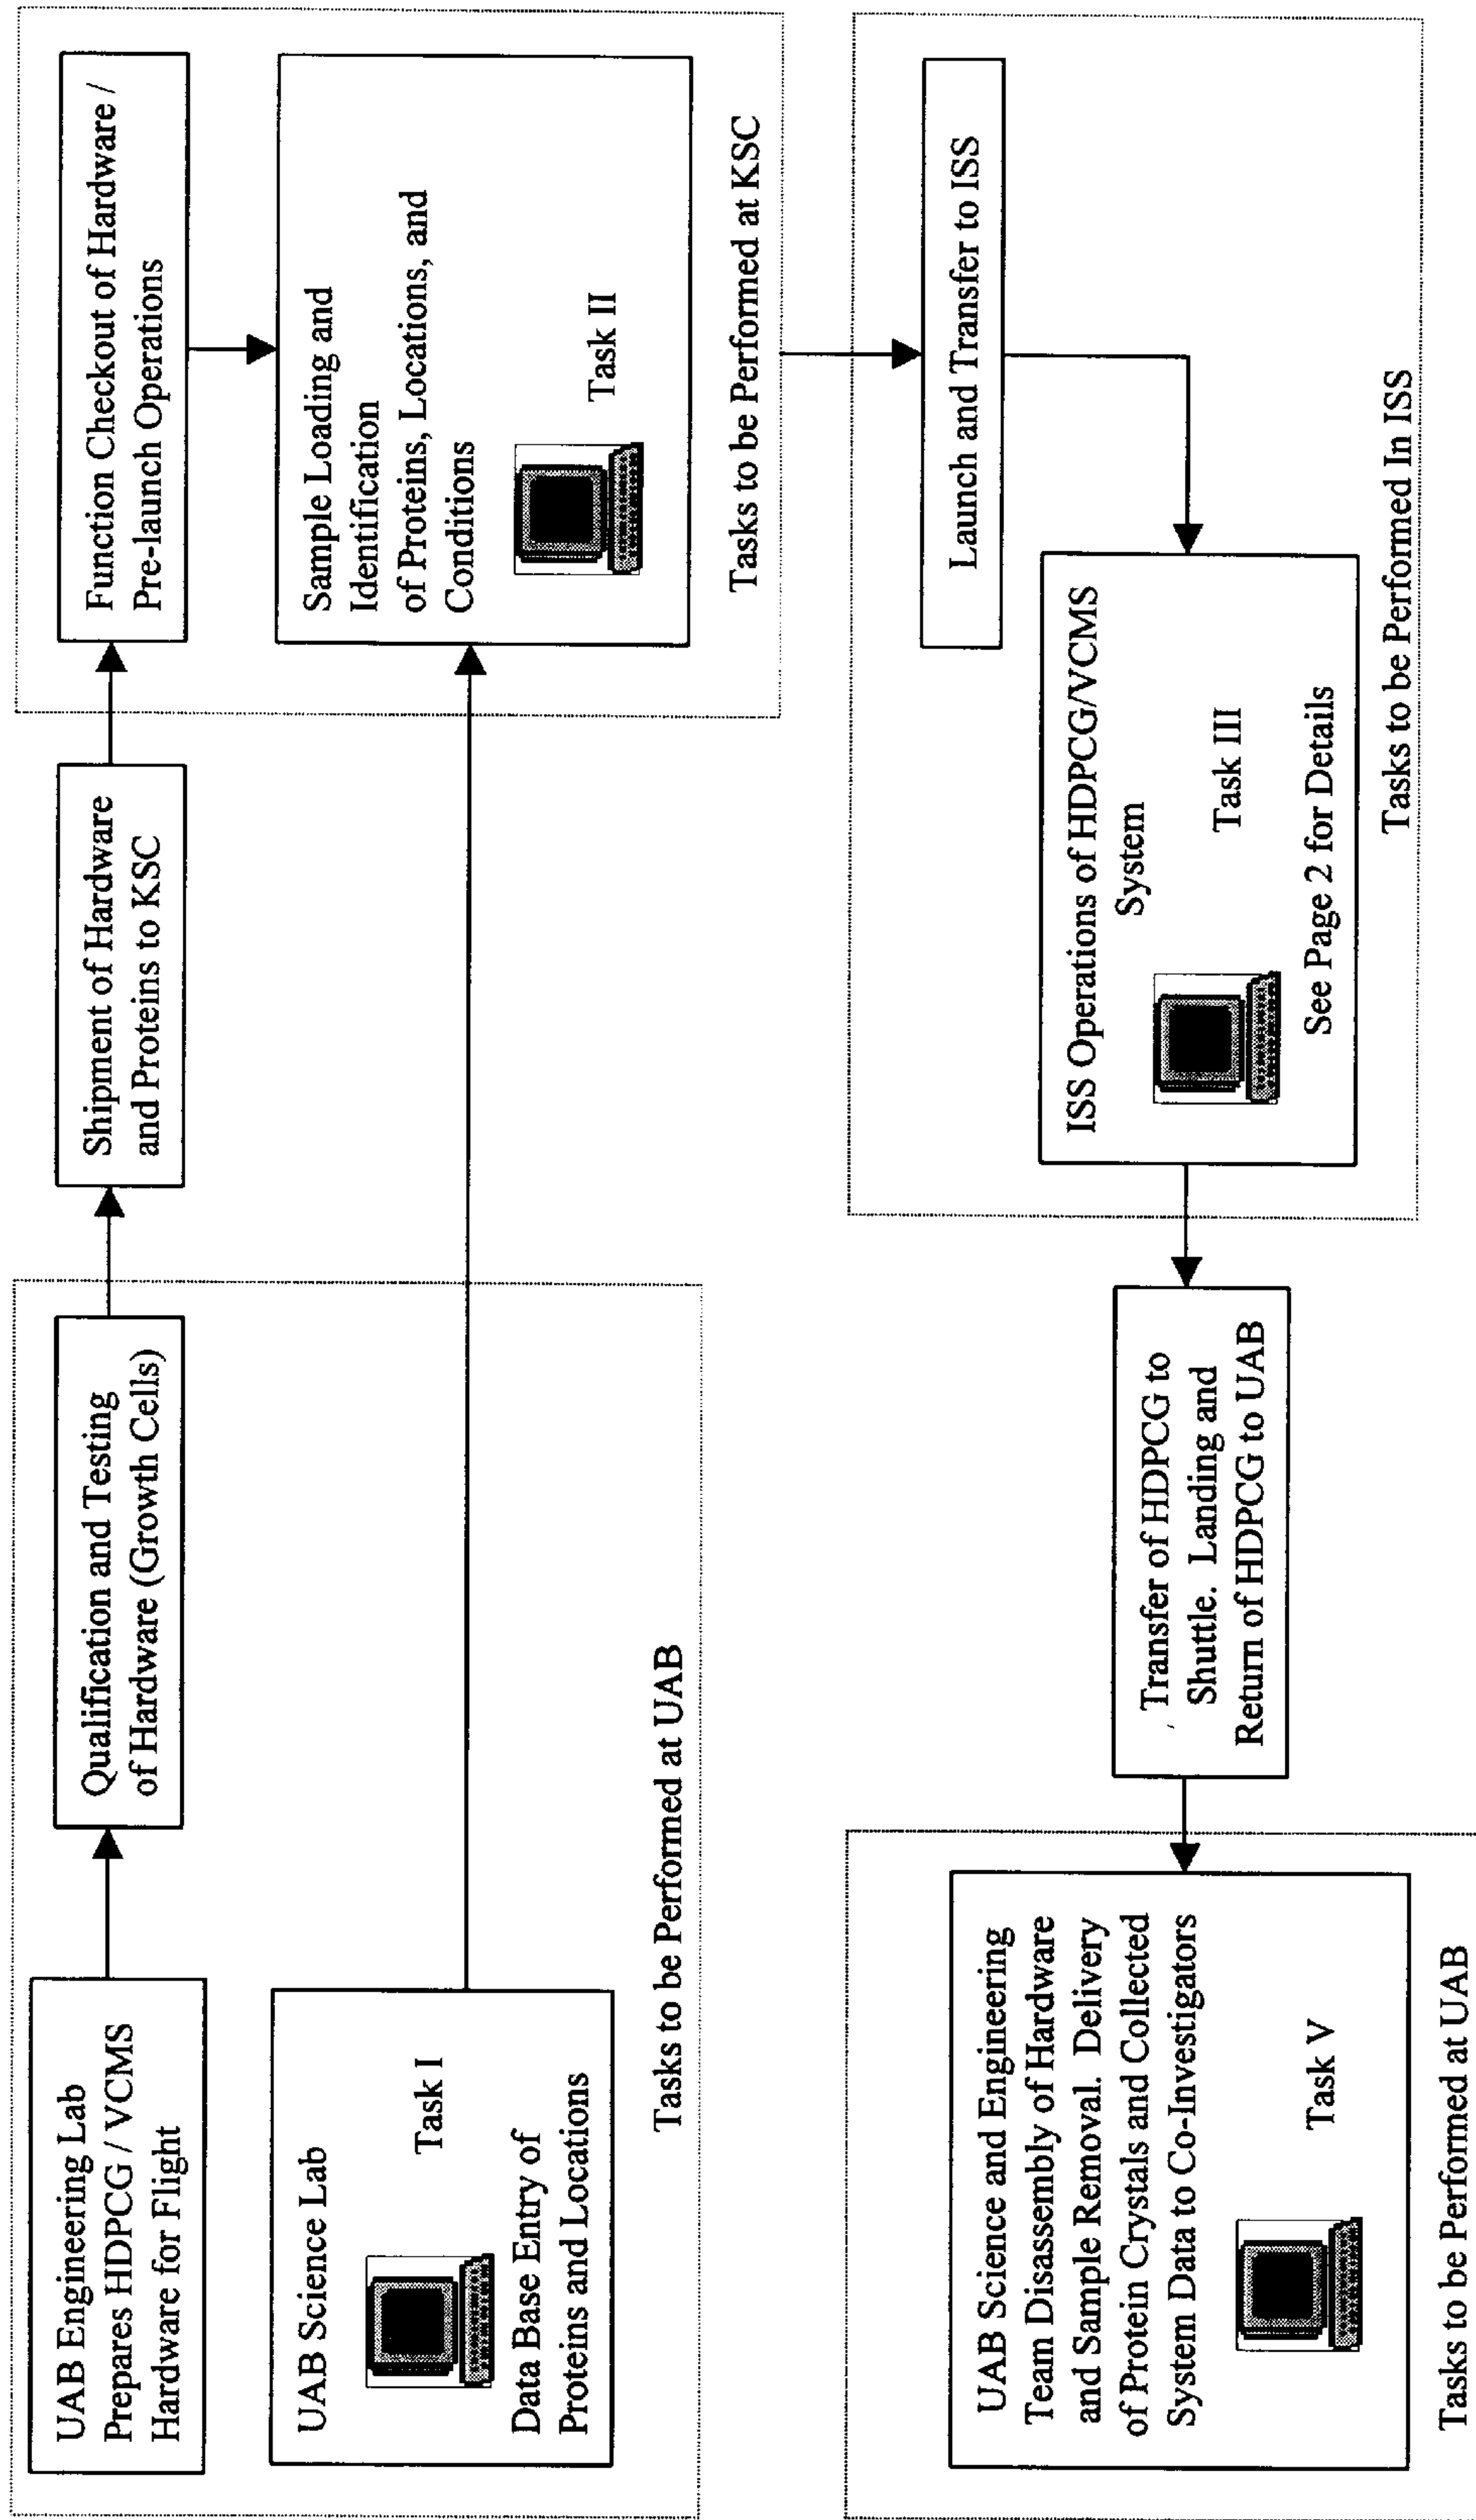 UAB Engineering Lab
Prepares HDPCG / VCMS
Hardware for Flight
Qualification and Testing
of Hardware (Growth Cells)
Shipment of Hardware
and Proteins to KSC
Function Checkout of Hardware /
Pre-launch Operations
UAB Science Lab
Task I
Data Base Entry of
Proteins and Locations
Tasks to be Performed at UAB
Sample Loading and
Identification
of Proteins, Locations, and
Conditions
Task II
Tasks to be Performed at KSC
Launch and Transfer to ISS
ISS Operations of HDPCG/VCMS
System
Task III
See Page 2 for Details
Tasks to be Performed In ISS
Transfer of HDPCG to
Shuttle. Landing and
Return of HDPCG to UAB
UAB Science and Engineering
Team Disassembly of Hardware
and Sample Removal. Delivery
of Protein Crystals and Collected
System Data to Co-Investigators
Task V
Tasks to be Performed at UAB